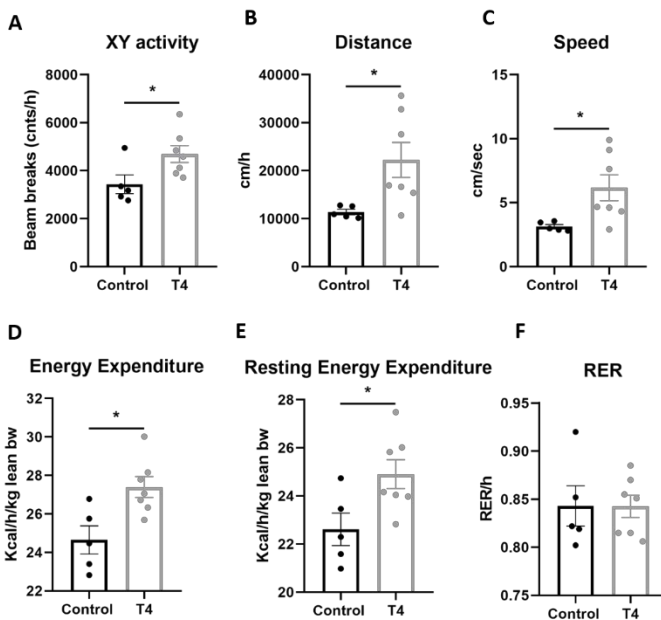 A
XY activity
*
Beam breaks (cnts/h)
8000
6000
4000
2000
0
Control T4
B
Distance
*
cm/h
40000
30000
20000
10000
0
Control T4
C
Speed
*
cm/sec
15
10
5
0
Control T4
D
Energy Expenditure
*
Kcal/h/kg lean bw
32
30
28
26
24
22
Control T4
E
Resting Energy Expenditure
*
Kcal/h/kg lean bw
28
26
24
22
20
Control T4
F
RER
RER/h
0.95
0.90
0.85
0.80
0.75
Control T4